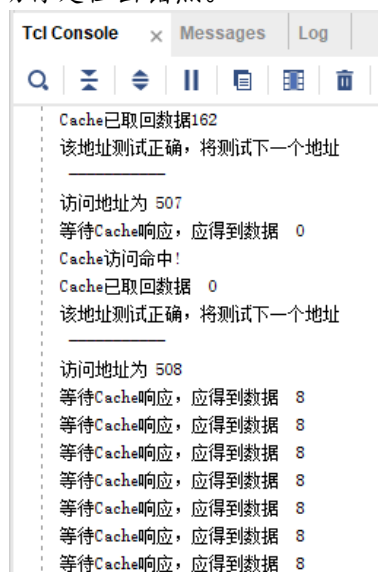 Tcl Console × Messages Log
Cache已取回数据162
该地址测试正确，将测试下一个地址
——————————
访问地址为 507
等待Cache响应，应得到数据 0
Cache访问命中!
Cache已取回数据 0
该地址测试正确，将测试下一个地址
——————————
访问地址为 508
等待Cache响应，应得到数据 8
等待Cache响应，应得到数据 8
等待Cache响应，应得到数据 8
等待Cache响应，应得到数据 8
等待Cache响应，应得到数据 8
等待Cache响应，应得到数据 8
等待Cache响应，应得到数据 8